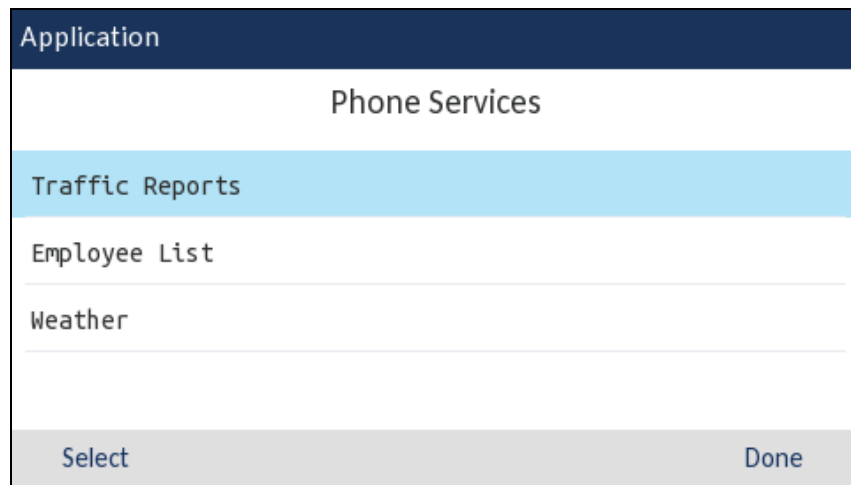 Application
Phone Services
Traffic Reports
Employee List
Weather
Select Done